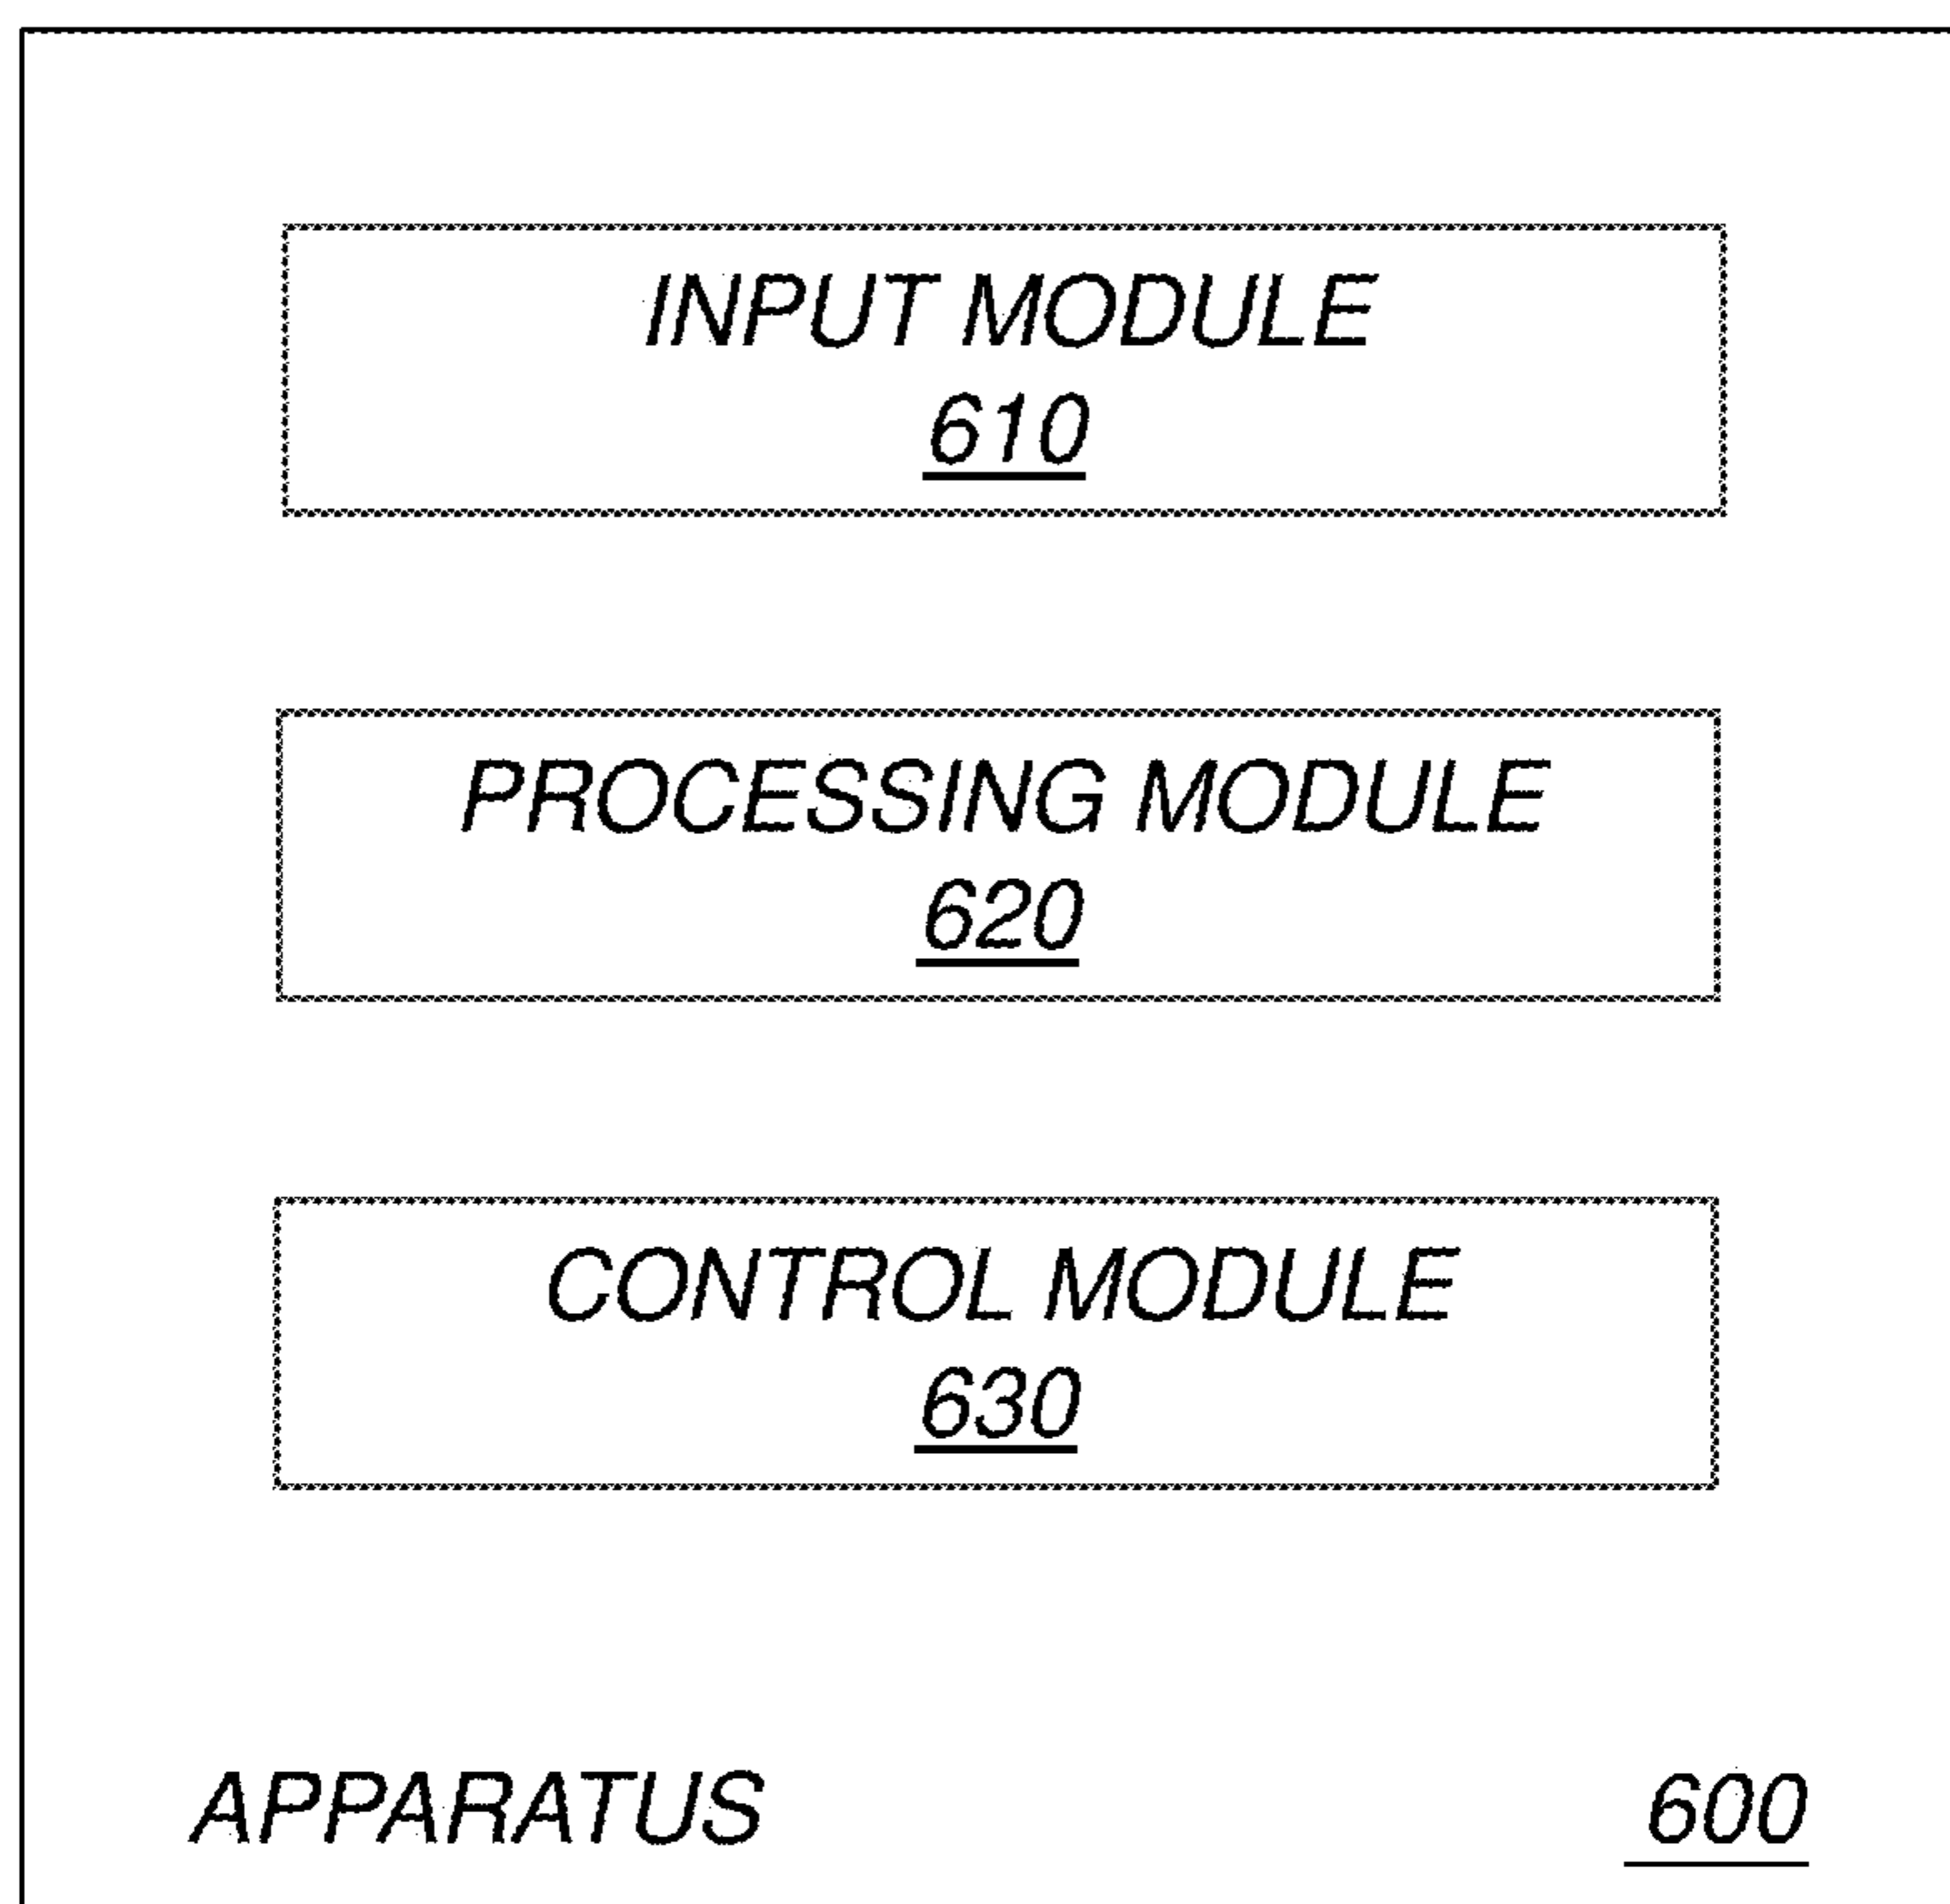 INPUT MODULE
610
PROCESSING MODULE
620
CONTROL MODULE
630
APPARATUS 600